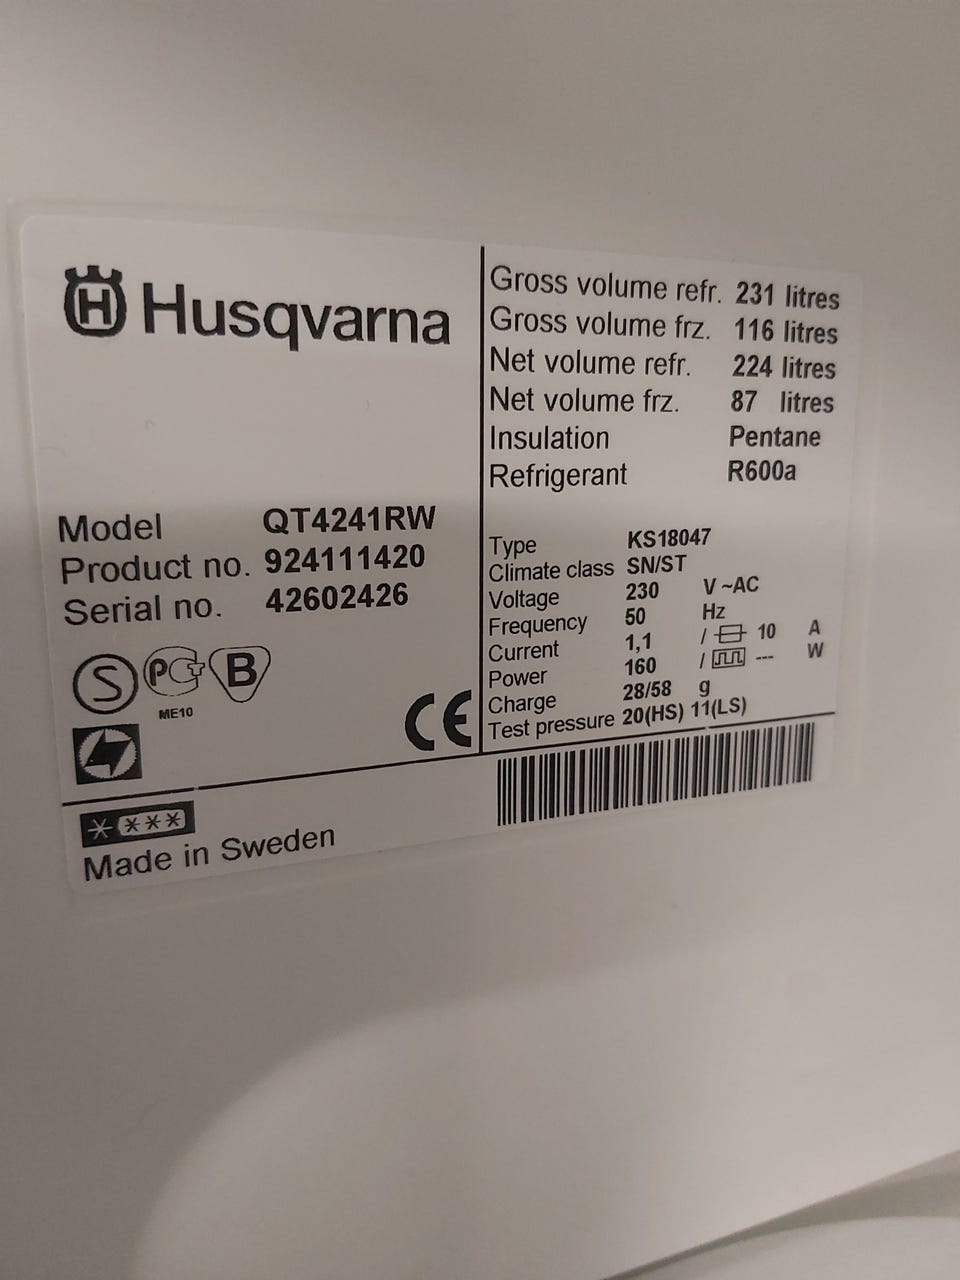 Husqvarna
Model QT4241RW
Product no. 924111420
Serial no. 42602426
S PCT B
ME10
CE
Made in Sweden
Gross volume refr. 231 litres
Gross volume frz. 116 litres
Net volume refr. 224 litres
Net volume frz. 87 litres
Insulation Pentane
Refrigerant R600a
Type KS18047
Climate class SN/ST
Voltage 230 V ~AC
Frequency 50 Hz
Current 1,1 / 10 A
Power 160 / --- W
Charge 28/58 g
Test pressure 20(HS) 11(LS)